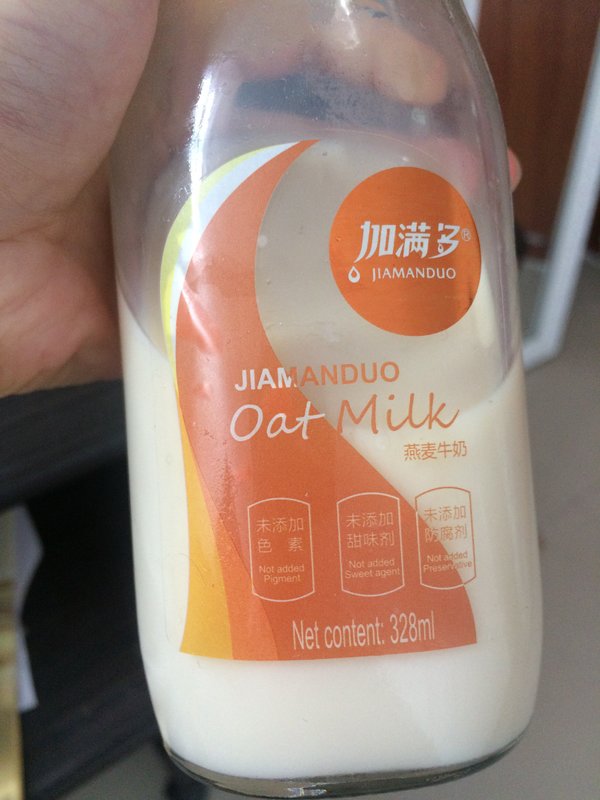 加满多®
JIAMANDUO
JIAMANDUO
Oat Milk
燕麦牛奶
未添加
色 素
Not added
Pigment
未添加
甜味剂
Not added
Sweet agent
未添加
防腐剂
Not added
Preservative
Net content: 328ml